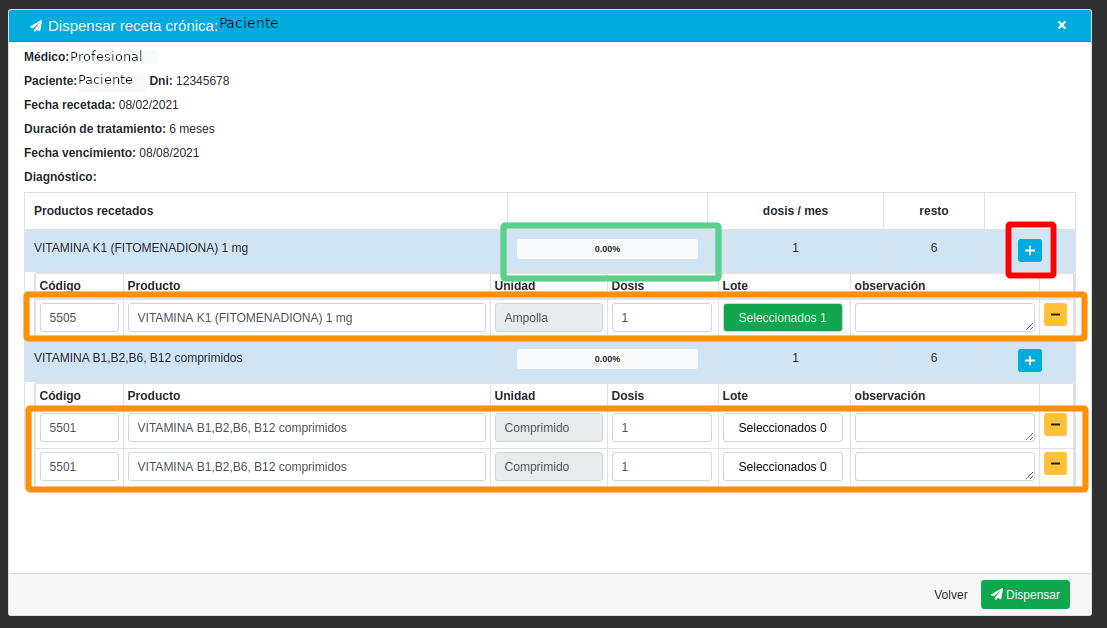 Dispensar receta crónica: Paciente ×
Médico: Profesional
Paciente: Paciente Dni: 12345678
Fecha recetada: 08/02/2021
Duración de tratamiento: 6 meses
Fecha vencimiento: 08/08/2021
Diagnóstico:
Productos recetados dosis / mes resto
VITAMINA K1 (FITOMENADIONA) 1 mg 0.00% 1 6 +
Código Producto Unidad Dosis Lote observación
5505 VITAMINA K1 (FITOMENADIONA) 1 mg Ampolla 1 Seleccionados 1 −
VITAMINA B1,B2,B6, B12 comprimidos 0.00% 1 6 +
Código Producto Unidad Dosis Lote observación
5501 VITAMINA B1,B2,B6, B12 comprimidos Comprimido 1 Seleccionados 0 −
5501 VITAMINA B1,B2,B6, B12 comprimidos Comprimido 1 Seleccionados 0 −
Volver Dispensar